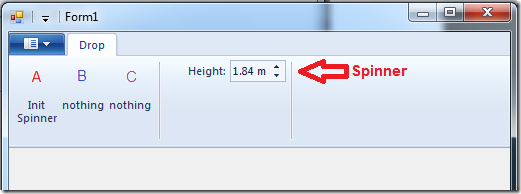 Form1
Drop
A B C
Init Spinner nothing nothing
Height: 1.84 m
Spinner